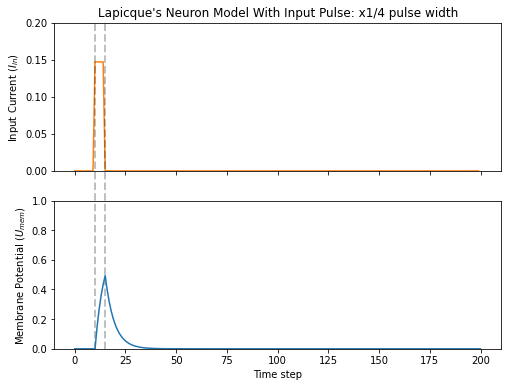 Lapicque's Neuron Model With Input Pulse: x1/4 pulse width
0.20
0.15
0.10
0.05
0.00
Input Current ($I_{in}$)
1.0
0.8
0.6
0.4
0.2
0.0
Membrane Potential ($U_{mem}$)
0 25 50 75 100 125 150 175 200
Time step